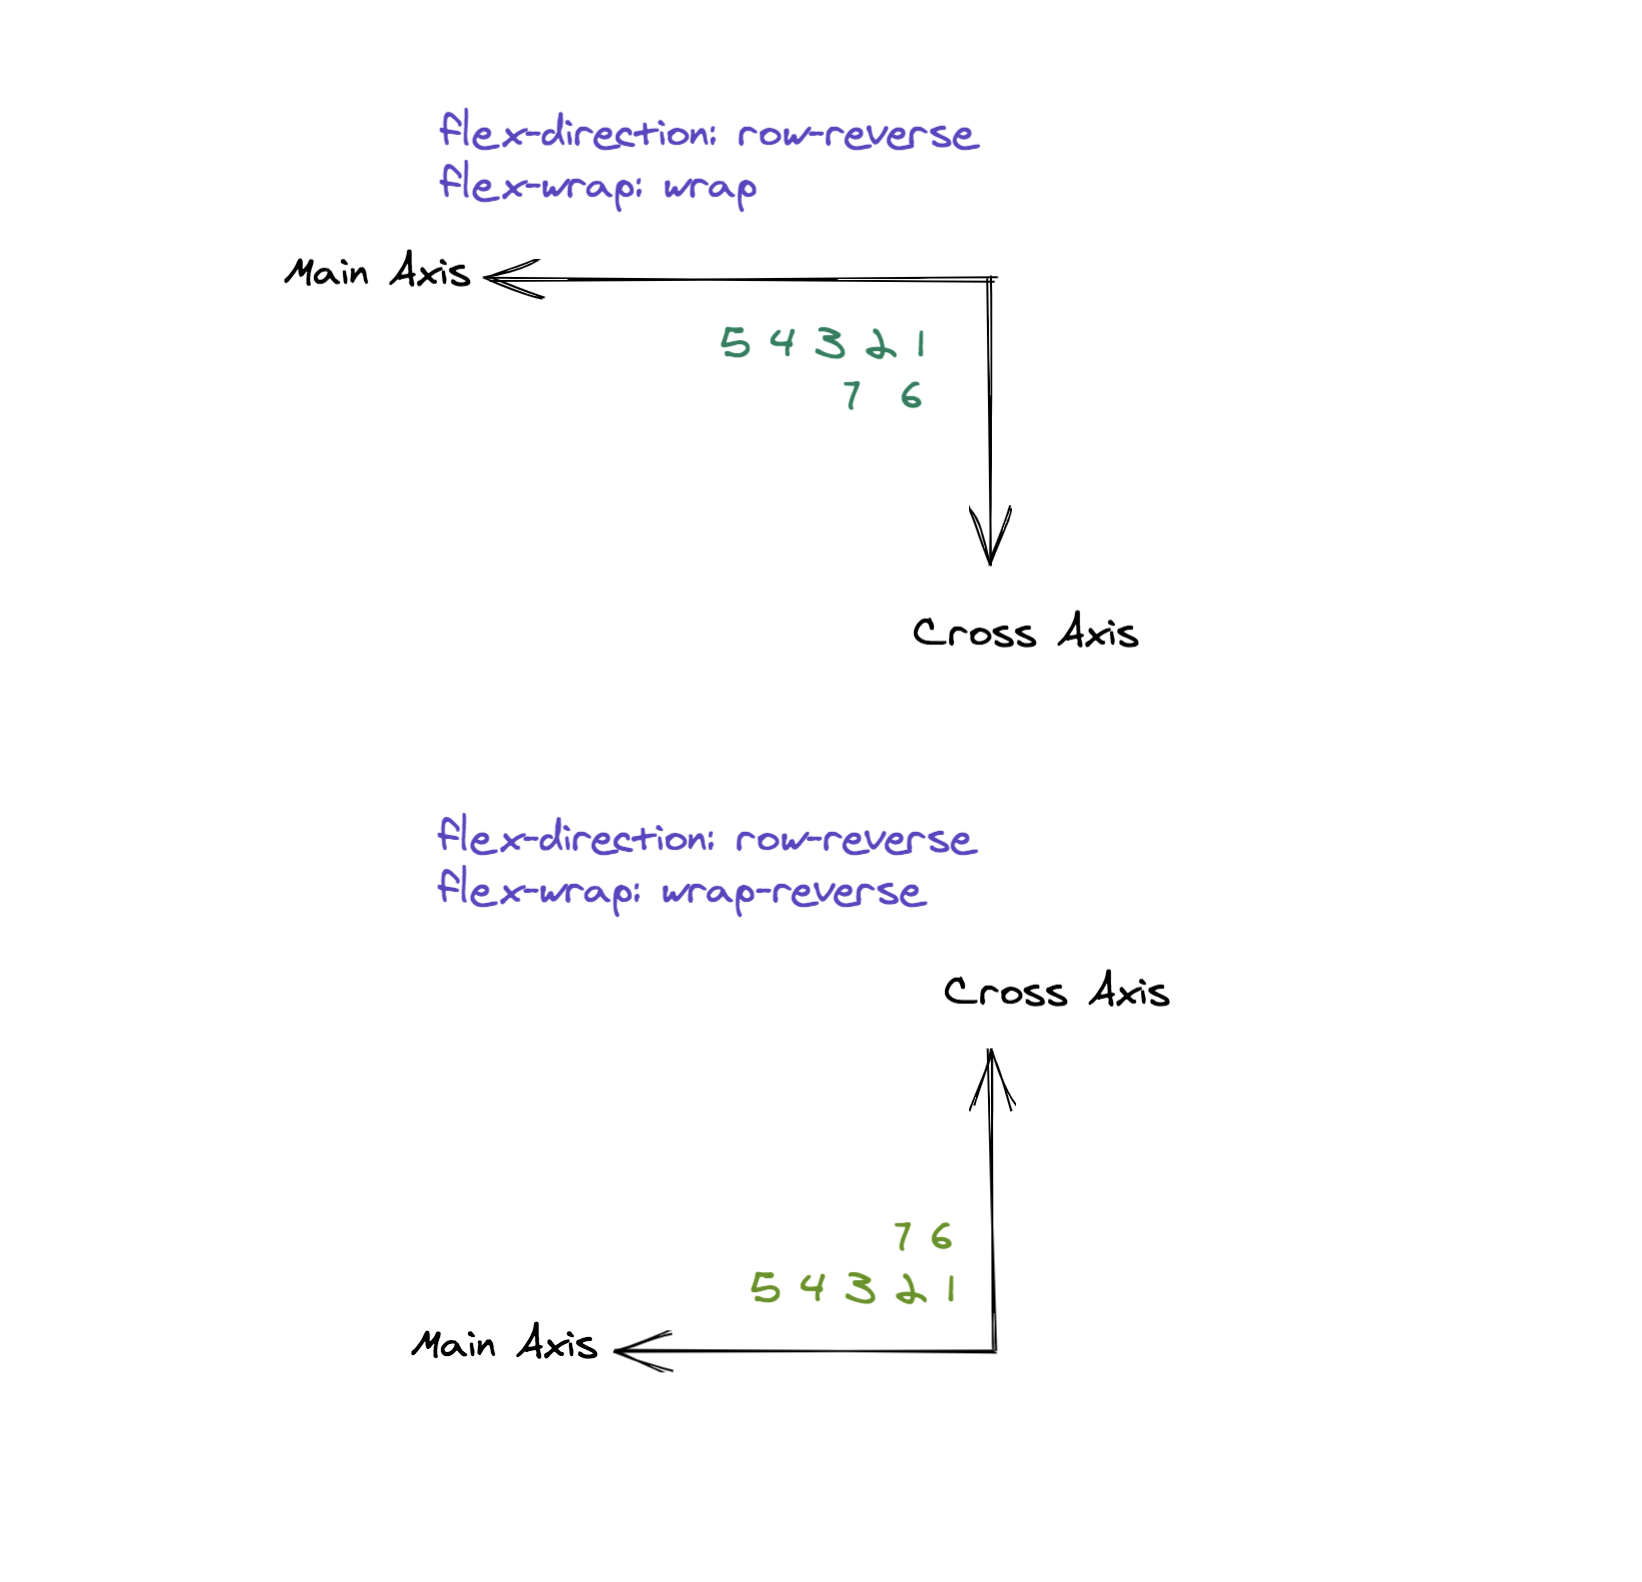 flex-direction: row-reverse
flex-wrap: wrap
Main Axis
5 4 3 2 1
7 6
Cross Axis
flex-direction: row-reverse
flex-wrap: wrap-reverse
Cross Axis
7 6
5 4 3 2 1
Main Axis